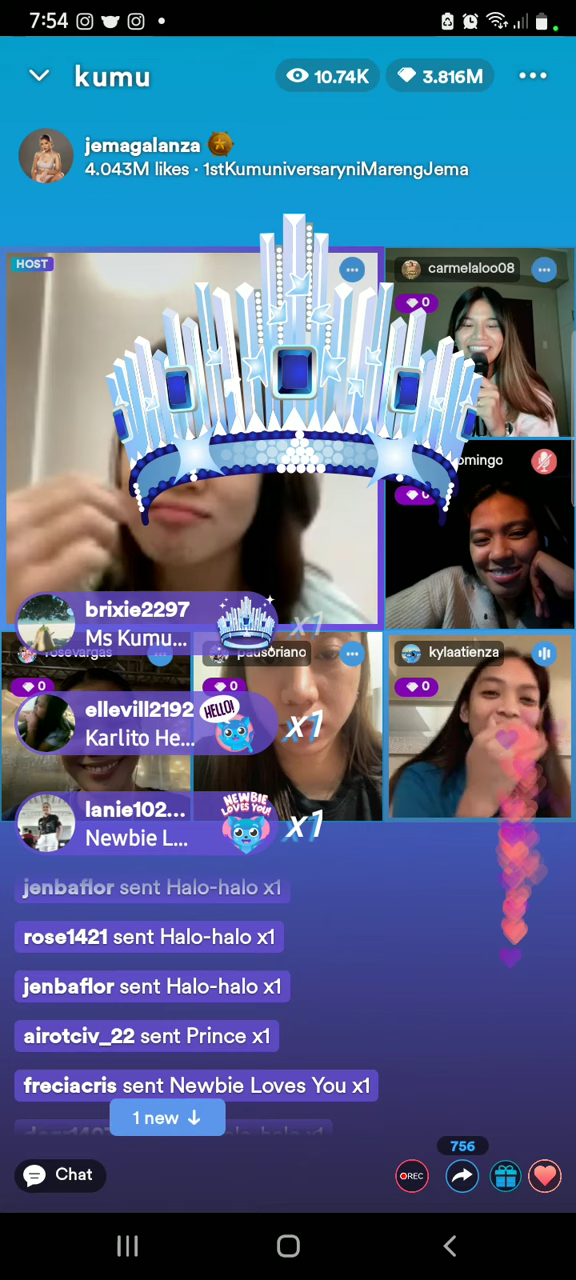 7:54
kumu
10.74K
3.816M
jemagalanza
4.043M likes · 1stKumuniversaryniMarengJema
HOST
carmelaloo08
0
omingo
0
brixie2297
Ms Kumu...
x1
rosevargas
pausoriano
kylaatienza
0
0
0
ellevill2192
Karlito He...
HELLO!
x1
lanie102...
Newbie L...
NEWBIE
LOVES YOU!
x1
jenbaflor sent Halo-halo x1
rose1421 sent Halo-halo x1
jenbaflor sent Halo-halo x1
airotciv_22 sent Prince x1
freciacris sent Newbie Loves You x1
1 new ↓
756
Chat
REC